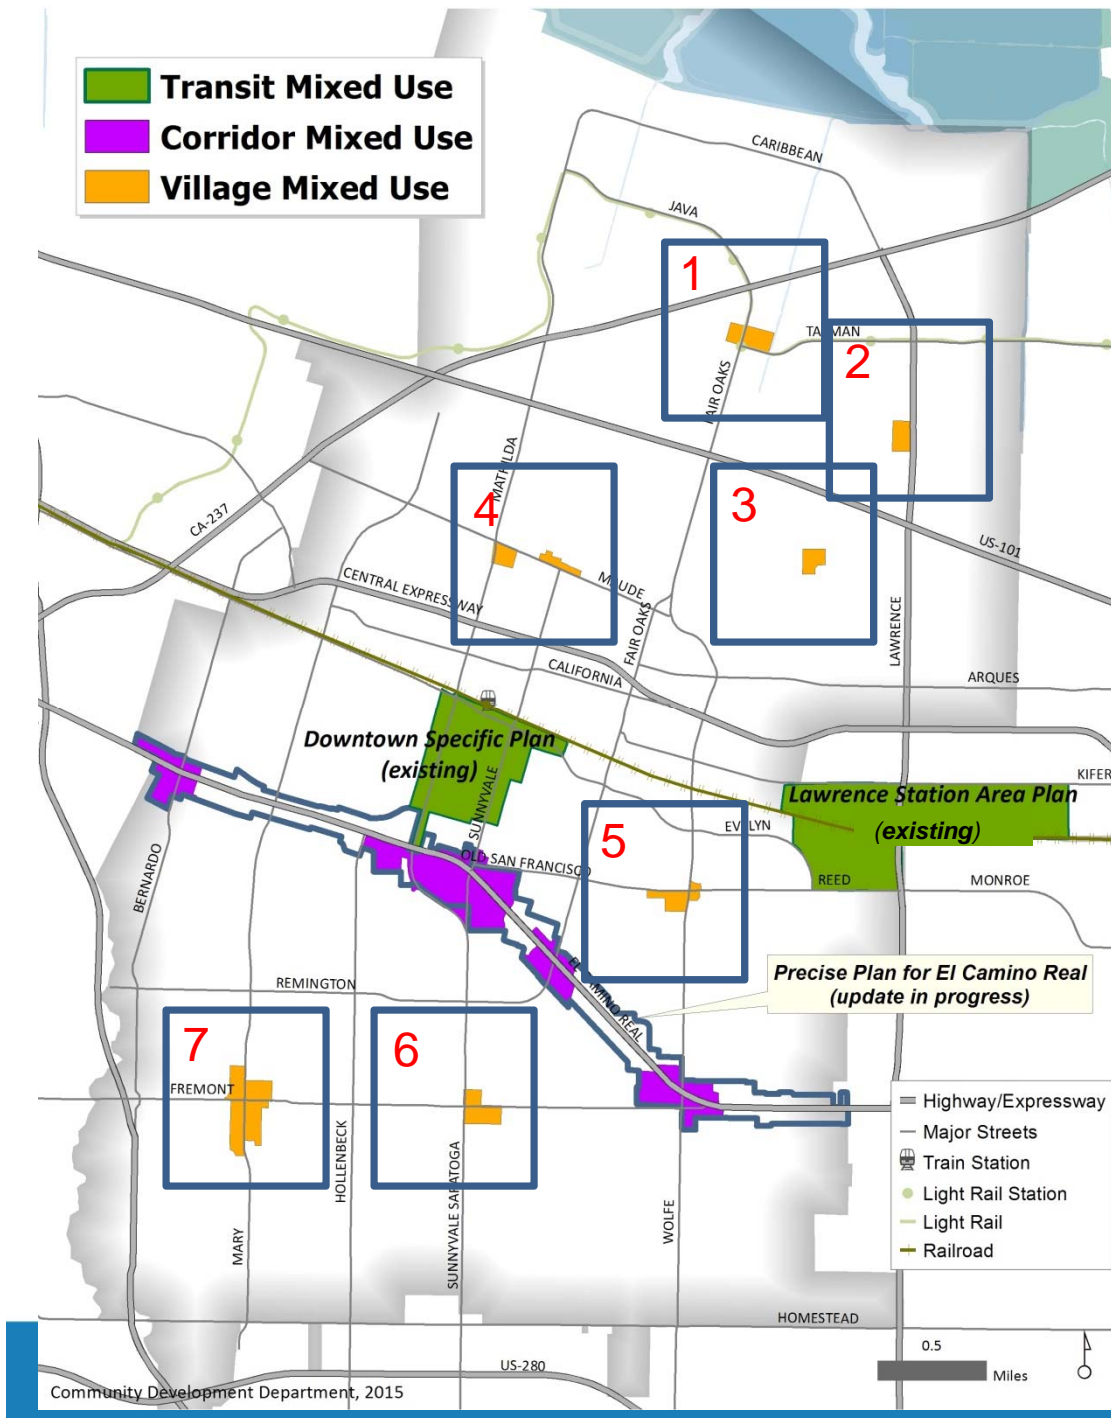 Transit Mixed Use
Corridor Mixed Use
Village Mixed Use
CARIBBEAN
JAVA
1
TASMAN
2
FAIR OAKS
MATHILDA
4
3
CA-237
US-101
MAUDE
CENTRAL EXPRESSWAY
FAIR OAKS
LAWRENCE
CALIFORNIA
ARQUES
Downtown Specific Plan
(existing)
KIFER
Lawrence Station Area Plan
(existing)
SUNNYVALE
EVELYN
5
OLD SAN FRANCISCO
BERNARDO
REED
MONROE
Precise Plan for El Camino Real
(update in progress)
REMINGTON
EL CAMINO REAL
7
6
FREMONT
Highway/Expressway
Major Streets
Train Station
Light Rail Station
Light Rail
Railroad
HOLLENBECK
SUNNYVALE SARATOGA
WOLFE
MARY
HOMESTEAD
0.5
Miles
US-280
Community Development Department, 2015